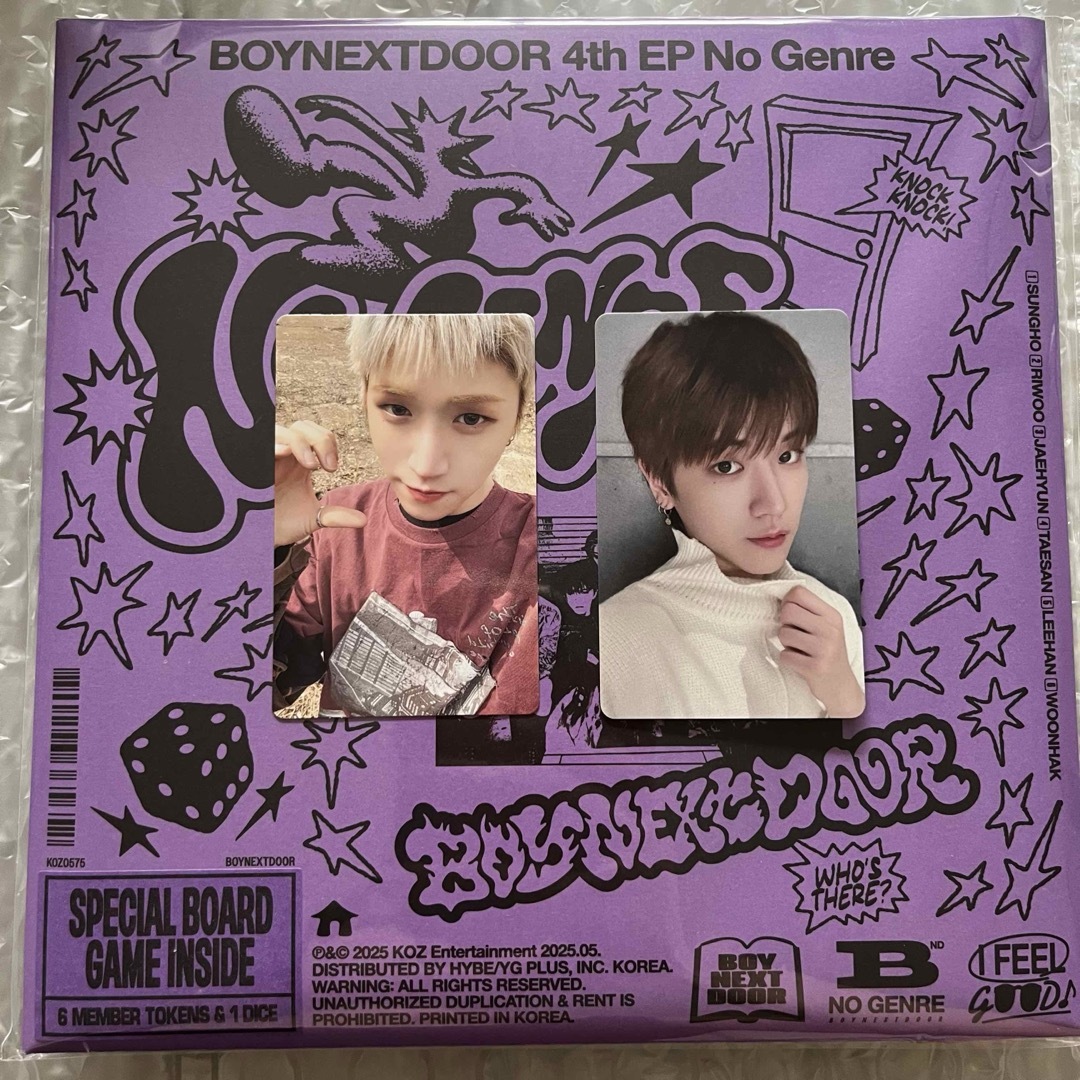 BOYNEXTDOOR 4th EP No Genre
KNOCK
KNOCK!
1 SUNGHO 2 RIWOO 3 JAEHYUN 4 TAESAN 5 LEEHAN 6 WOONHAK
BOYNEXTDOOR
WHO'S
THERE?
KOZ0575
BOYNEXTDOOR
SPECIAL BOARD
GAME INSIDE
6 MEMBER TOKENS & 1 DICE
℗&© 2025 KOZ Entertainment 2025.05.
DISTRIBUTED BY HYBE/YG PLUS, INC. KOREA.
WARNING: ALL RIGHTS RESERVED.
UNAUTHORIZED DUPLICATION & RENT IS
PROHIBITED. PRINTED IN KOREA.
BOY
NEXT
DOOR
B ND
NO GENRE
BOYNEXTDOOR
I FEEL
GOOD♪